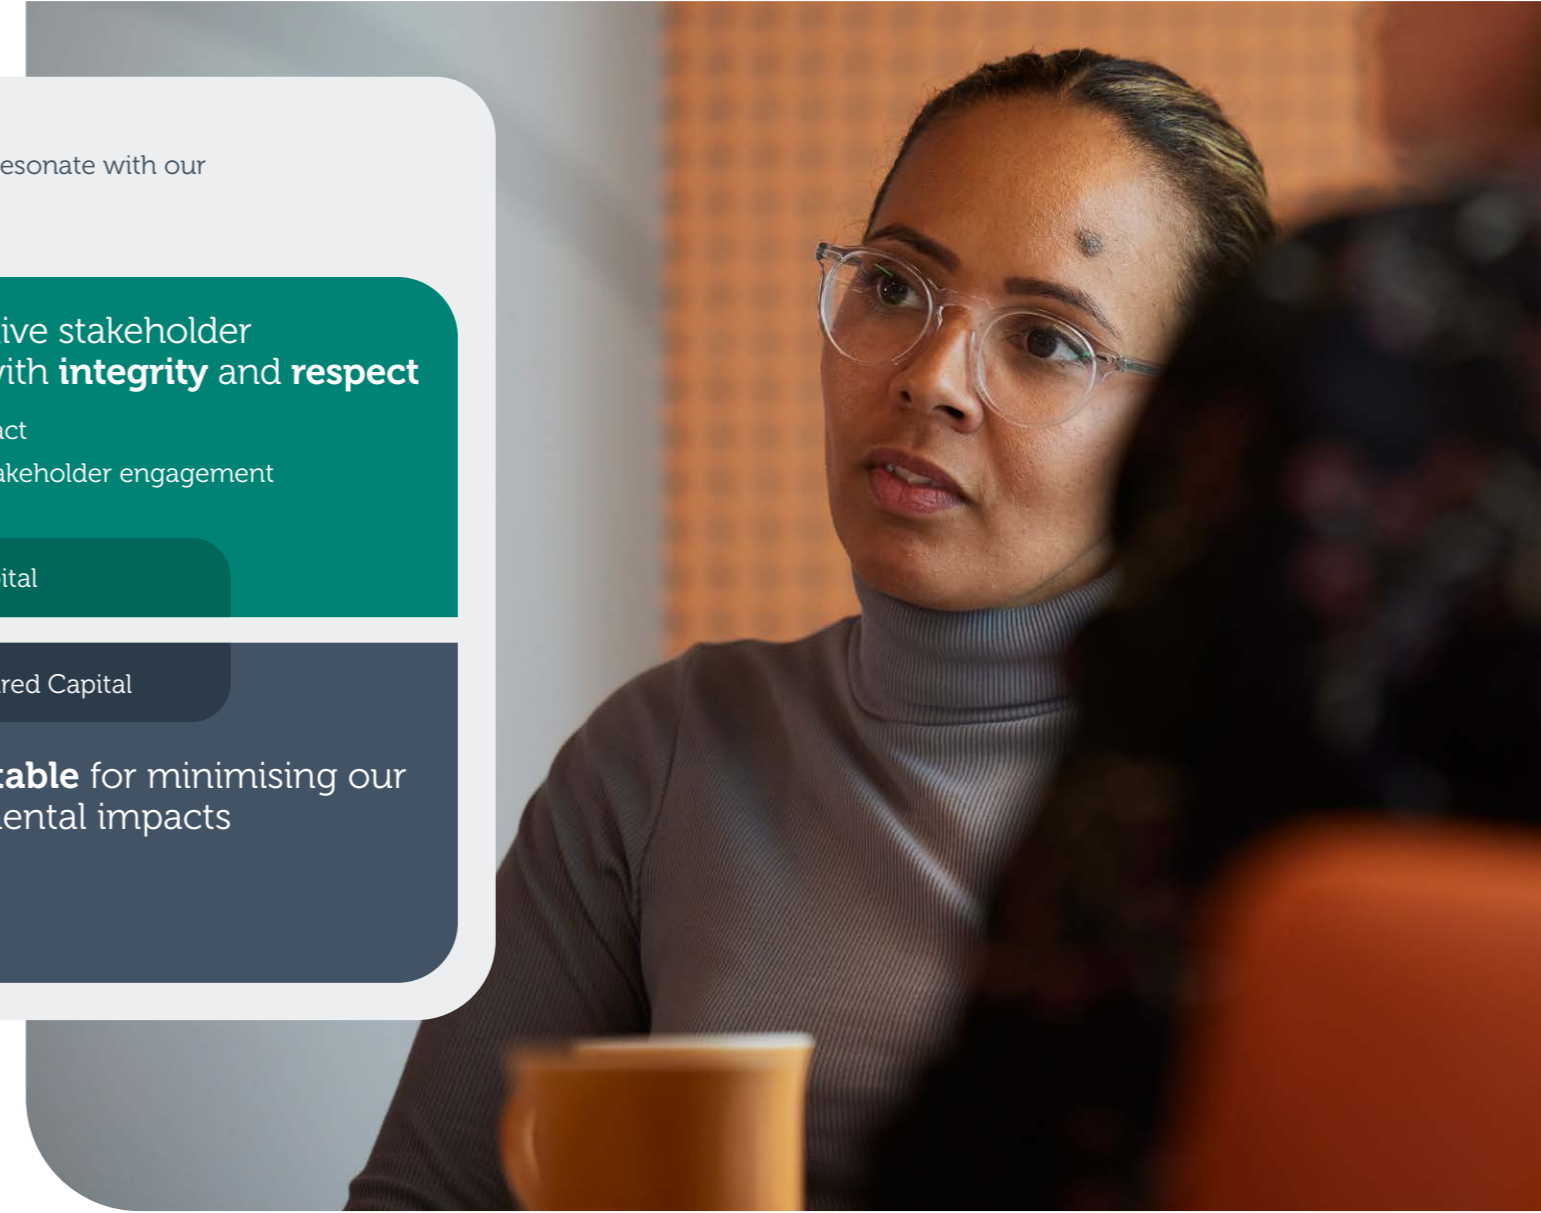 esonate with our
ive stakeholder
ith integrity and respect
act
akeholder engagement
ital
red Capital
table for minimising our
ental impacts